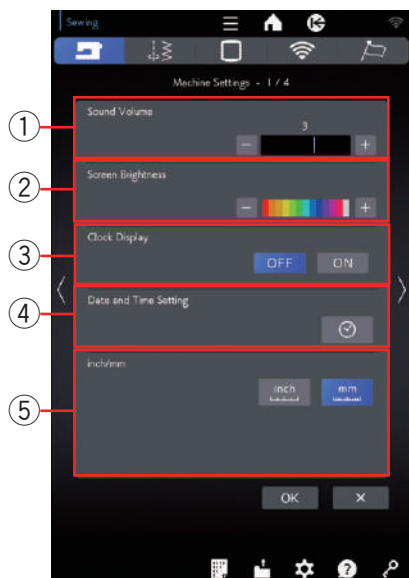 Sewing
Machine Settings - 1 / 4
1
Sound Volume
3
− +
2
Screen Brightness
− +
3
Clock Display
OFF ON
4
Date and Time Setting
5
inch/mm
inch mm
OK ×
?